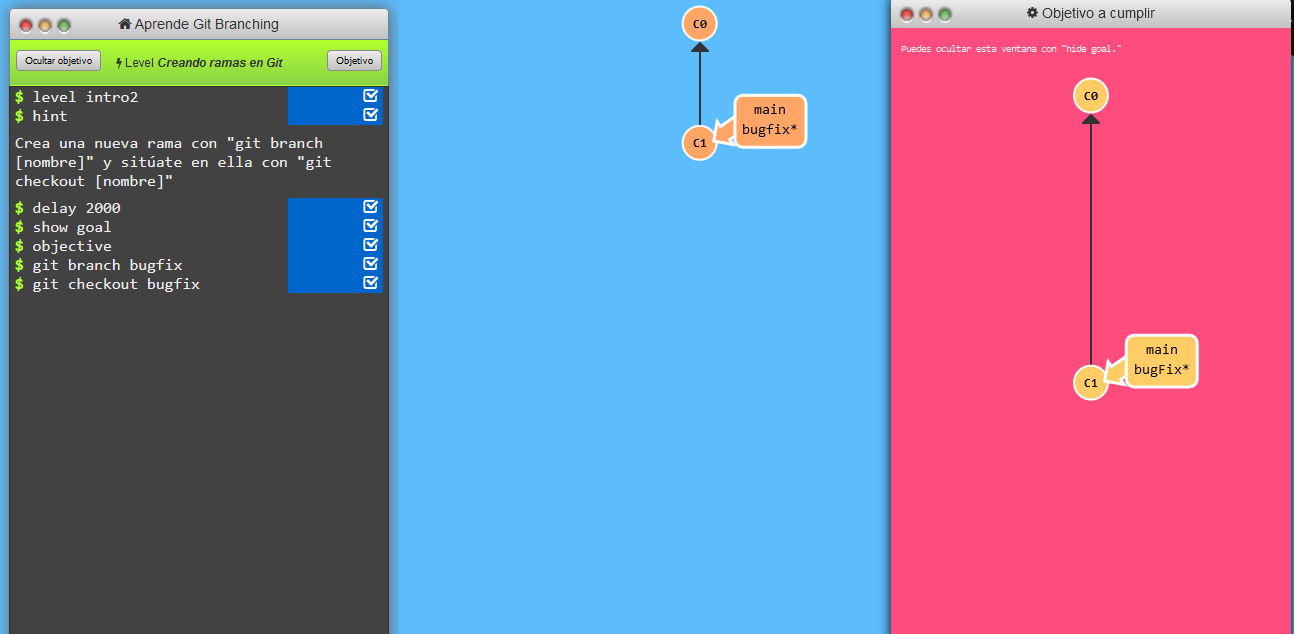 Aprende Git Branching
Ocultar objetivo
Level Creando ramas en Git
Objetivo
$ level intro2
$ hint
Crea una nueva rama con "git branch
[nombre]" y sitúate en ella con "git
checkout [nombre]"
$ delay 2000
$ show goal
$ objective
$ git branch bugfix
$ git checkout bugfix
C0
main
bugfix*
C1
Objetivo a cumplir
Puedes ocultar esta ventana con "hide goal."
C0
main
bugFix*
C1